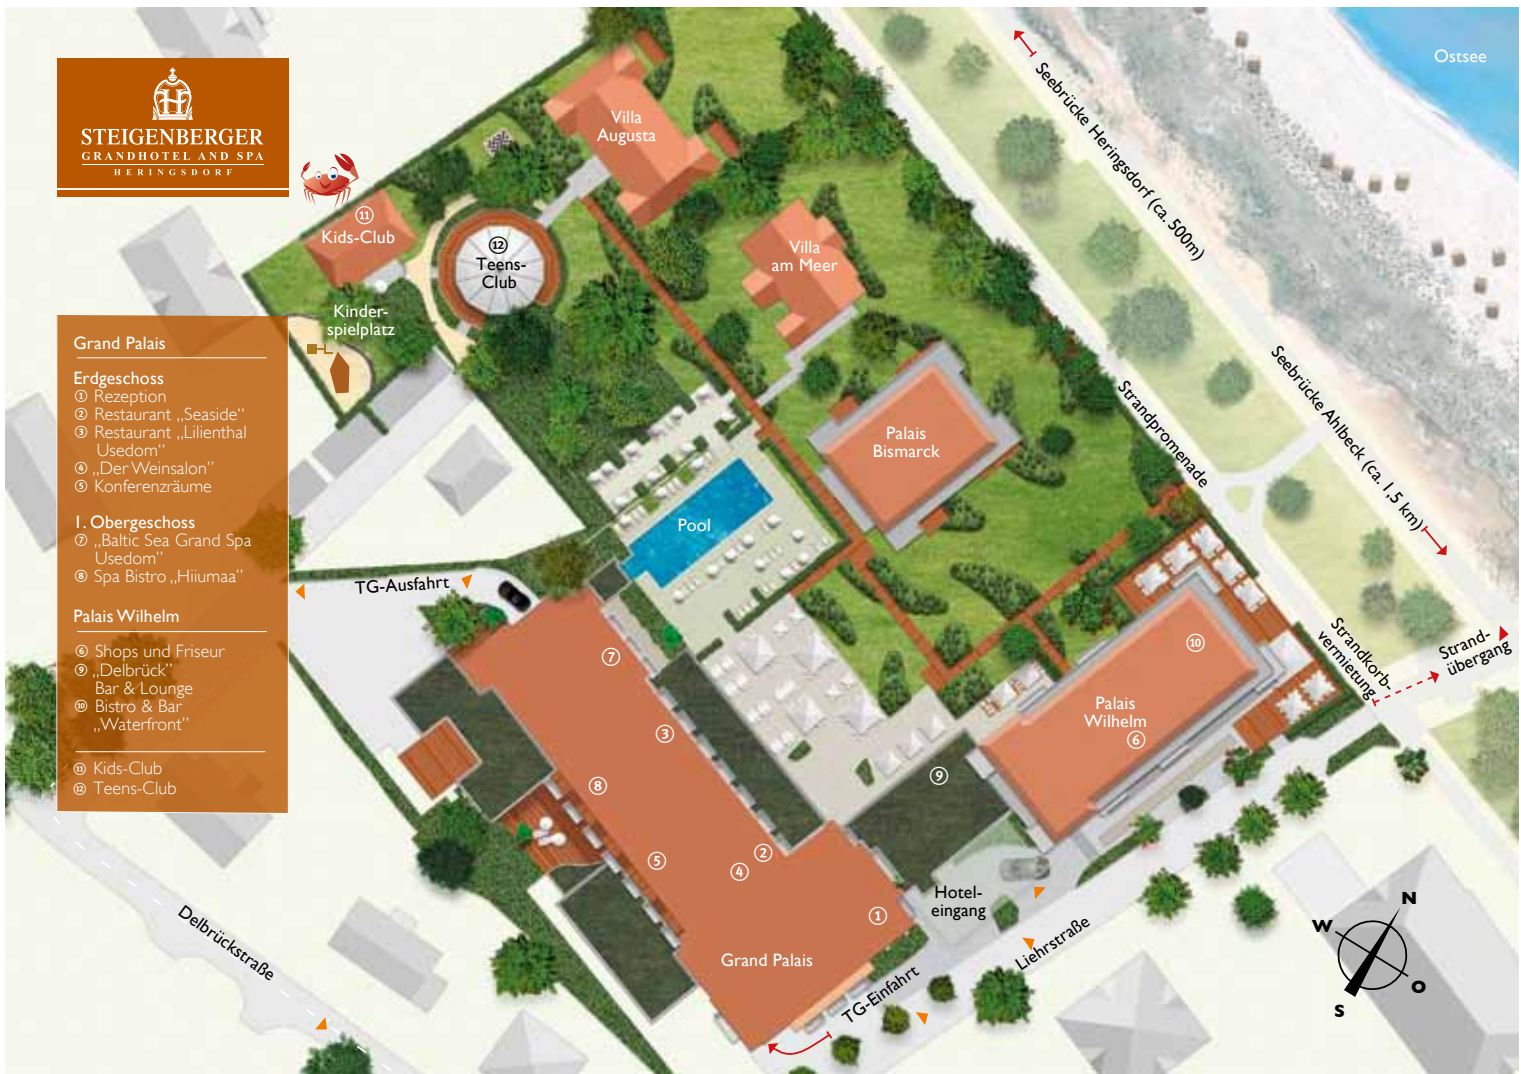 STEIGENBERGER
GRANDHOTEL AND SPA
HERINGSDORF
Grand Palais
Erdgeschoss
① Rezeption
② Restaurant „Seaside“
③ Restaurant „Lilienthal
Usedom“
④ „Der Weinsalon“
⑤ Konferenzräume
1. Obergeschoss
⑦ „Baltic Sea Grand Spa
Usedom“
⑧ Spa Bistro „Hiiumaa“
Palais Wilhelm
⑥ Shops und Friseur
⑨ „Delbrück“
Bar & Lounge
⑩ Bistro & Bar
„Waterfront“
⑪ Kids-Club
⑫ Teens-Club
Ostsee
Villa
Augusta
⑪
Kids-Club
⑫
Teens-
Club
Villa
am Meer
Kinder-
spielplatz
Seebrücke Heringsdorf (ca. 500m)
Seebrücke Ahlbeck (ca. 1,5 km)
Strandpromenade
Palais
Bismarck
Pool
TG-Ausfahrt
⑦
③
⑧
⑤
②
④
①
Grand Palais
⑨
⑩
Palais
Wilhelm
⑥
Strandkorb-
vermietung
Strand-
übergang
Hotel-
eingang
Liehrstraße
TG-Einfahrt
Delbrückstraße
N
W
O
S